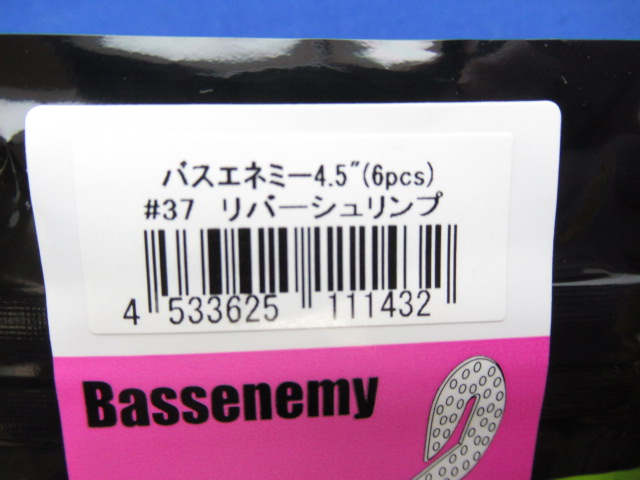 バスエネミー4.5"(6pcs)
#37 リバーシュリンプ
4 533625 111432
Bassenemy